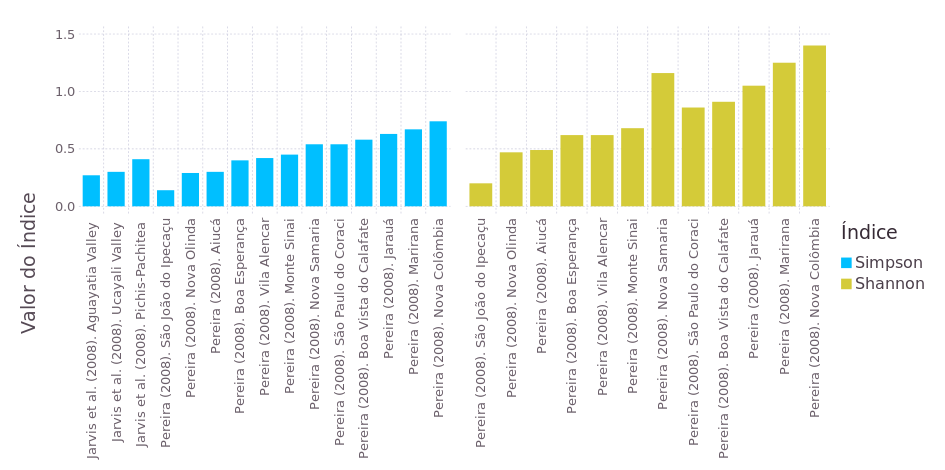 1.5
1.0
0.5
0.0
Valor do Índice
Jarvis et al. (2008). Aguayatia Valley
Jarvis et al. (2008). Ucayali Valley
Jarvis et al. (2008). Pichis-Pachitea
Pereira (2008). São João do Ipecaçu
Pereira (2008). Nova Olinda
Pereira (2008). Aiucá
Pereira (2008). Boa Esperança
Pereira (2008). Vila Alencar
Pereira (2008). Monte Sinai
Pereira (2008). Nova Samaria
Pereira (2008). São Paulo do Coraci
Pereira (2008). Boa Vista do Calafate
Pereira (2008). Jarauá
Pereira (2008). Marirana
Pereira (2008). Nova Colômbia
Pereira (2008). São João do Ipecaçu
Pereira (2008). Nova Olinda
Pereira (2008). Aiucá
Pereira (2008). Boa Esperança
Pereira (2008). Vila Alencar
Pereira (2008). Monte Sinai
Pereira (2008). Nova Samaria
Pereira (2008). São Paulo do Coraci
Pereira (2008). Boa Vista do Calafate
Pereira (2008). Jarauá
Pereira (2008). Marirana
Pereira (2008). Nova Colômbia
Índice
Simpson
Shannon